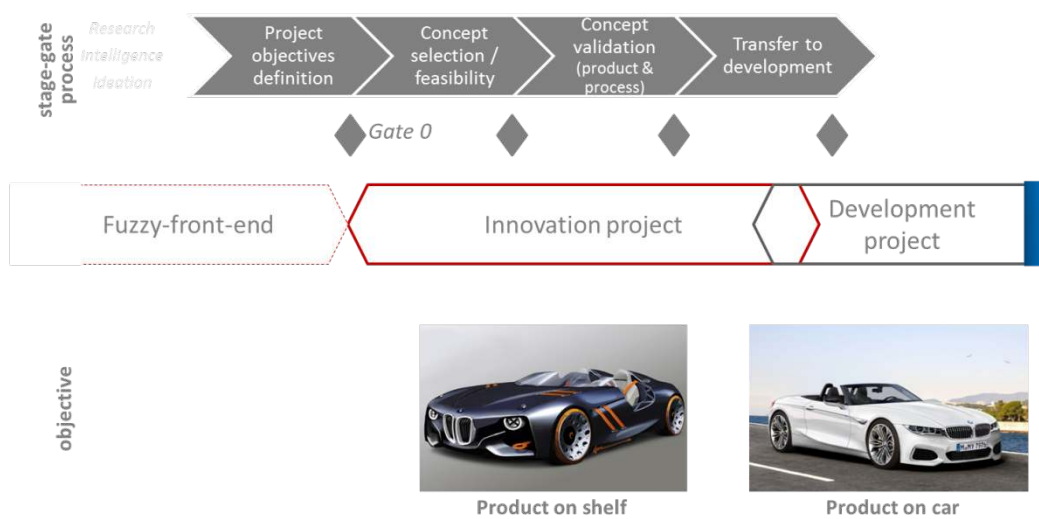 stage-gate
process
Research
Intelligence
Ideation
Project
objectives
definition
Concept
selection /
feasibility
Concept
validation
(product &
process)
Transfer to
development
Gate 0
Fuzzy-front-end
Innovation project
Development
project
objective
Product on shelf
Product on car